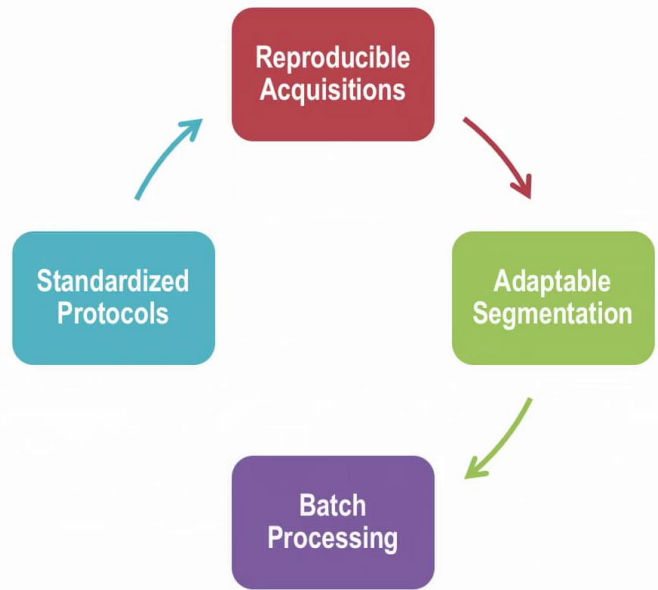 Reproducible
Acquisitions
Standardized
Protocols
Adaptable
Segmentation
Batch
Processing